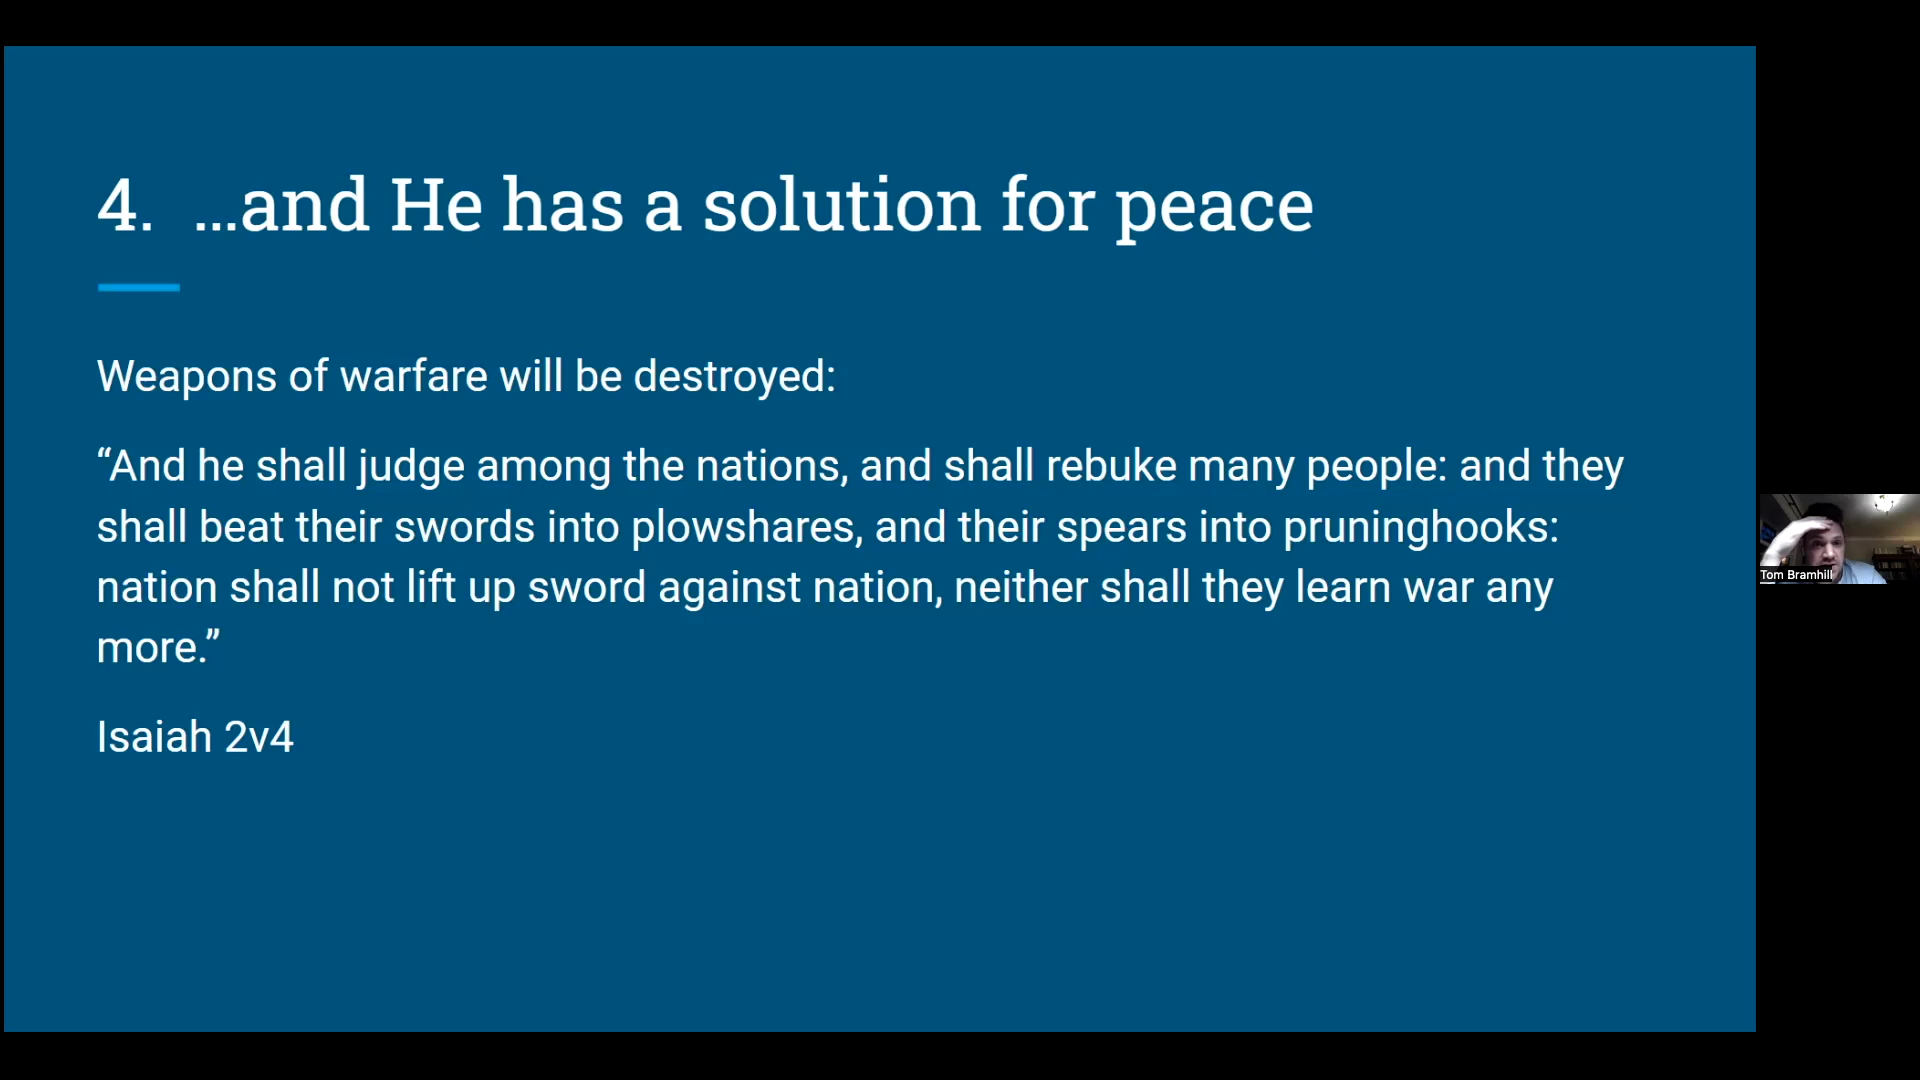 4. ...and He has a solution for peace
Weapons of warfare will be destroyed:
“And he shall judge among the nations, and shall rebuke many people: and they
shall beat their swords into plowshares, and their spears into pruninghooks:
nation shall not lift up sword against nation, neither shall they learn war any
more.”
Isaiah 2v4
Tom Bramhill